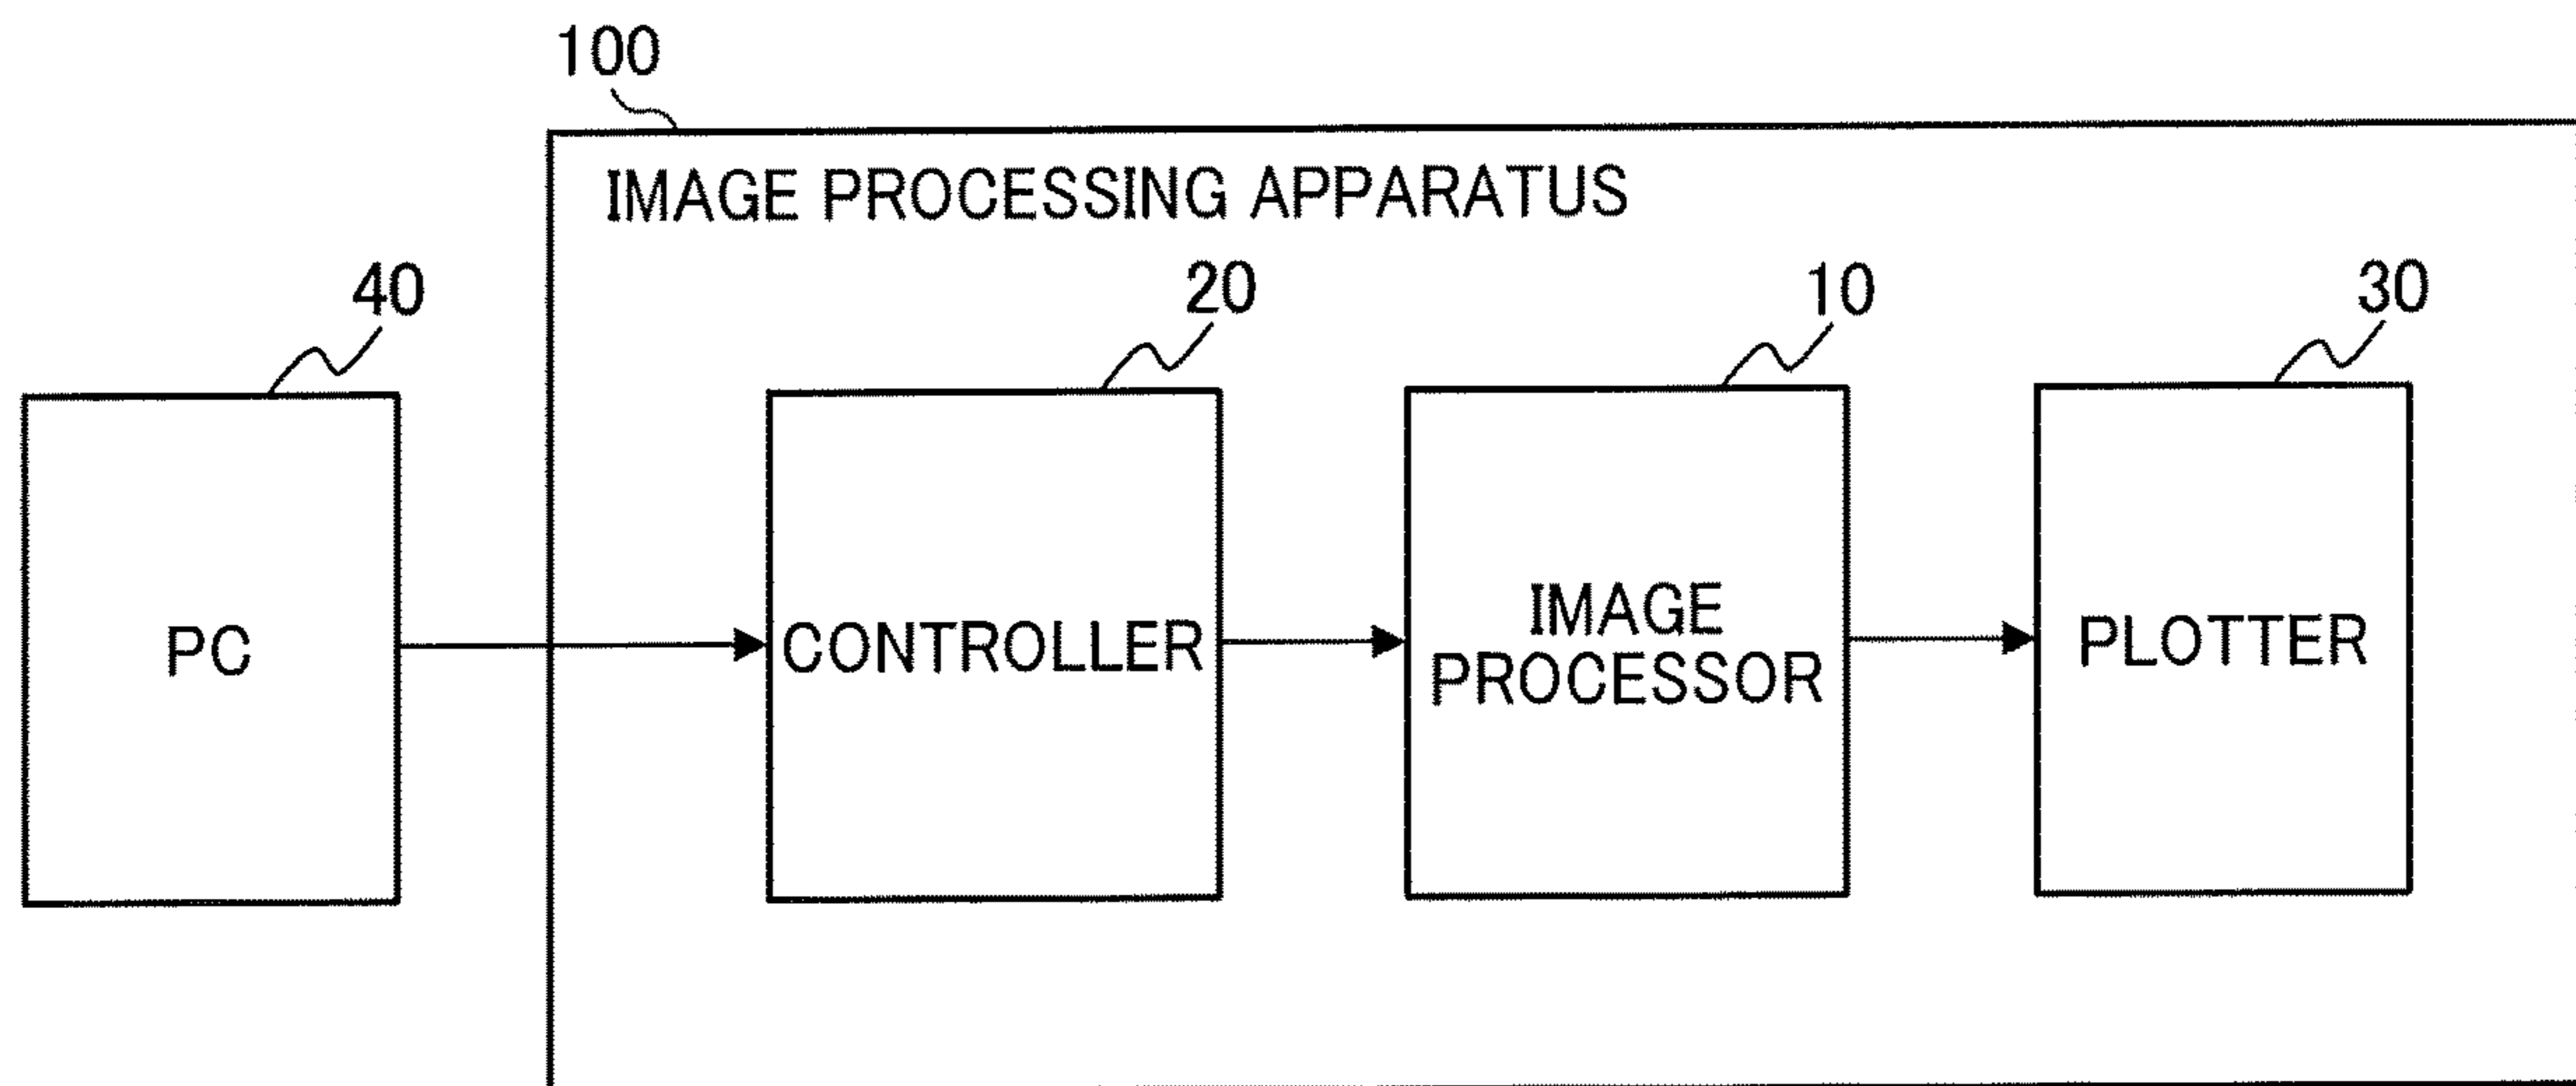 100
IMAGE PROCESSING APPARATUS
40
20
10
30
PC
CONTROLLER
IMAGE
PROCESSOR
PLOTTER